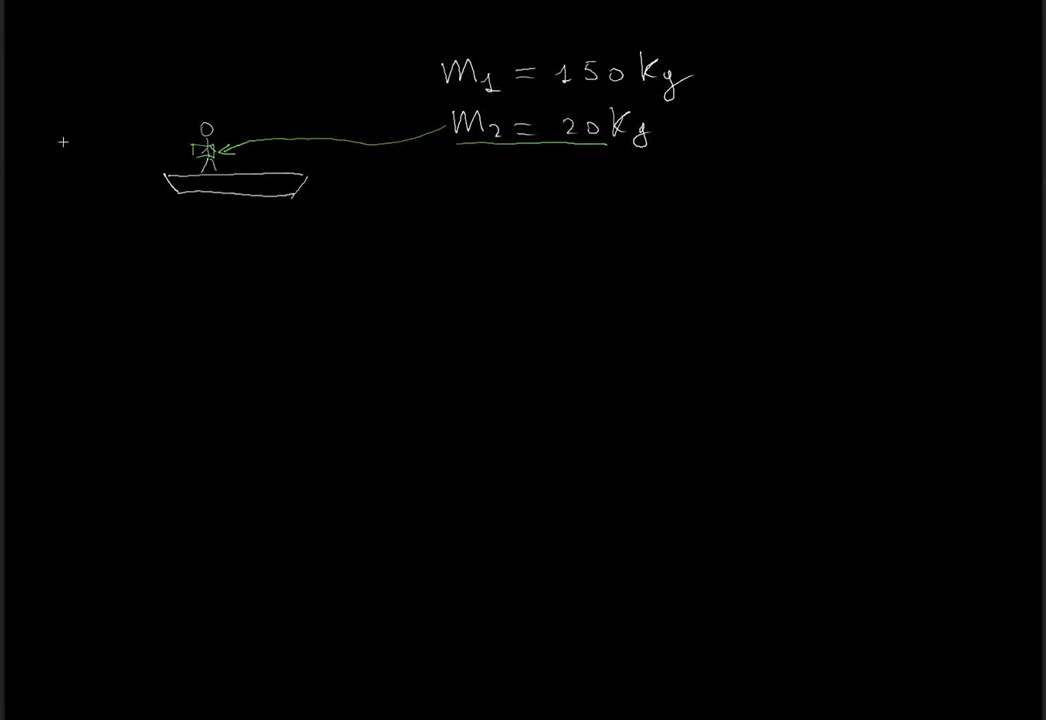 m₁ = 150 Kg
m₂ = 20 Kg